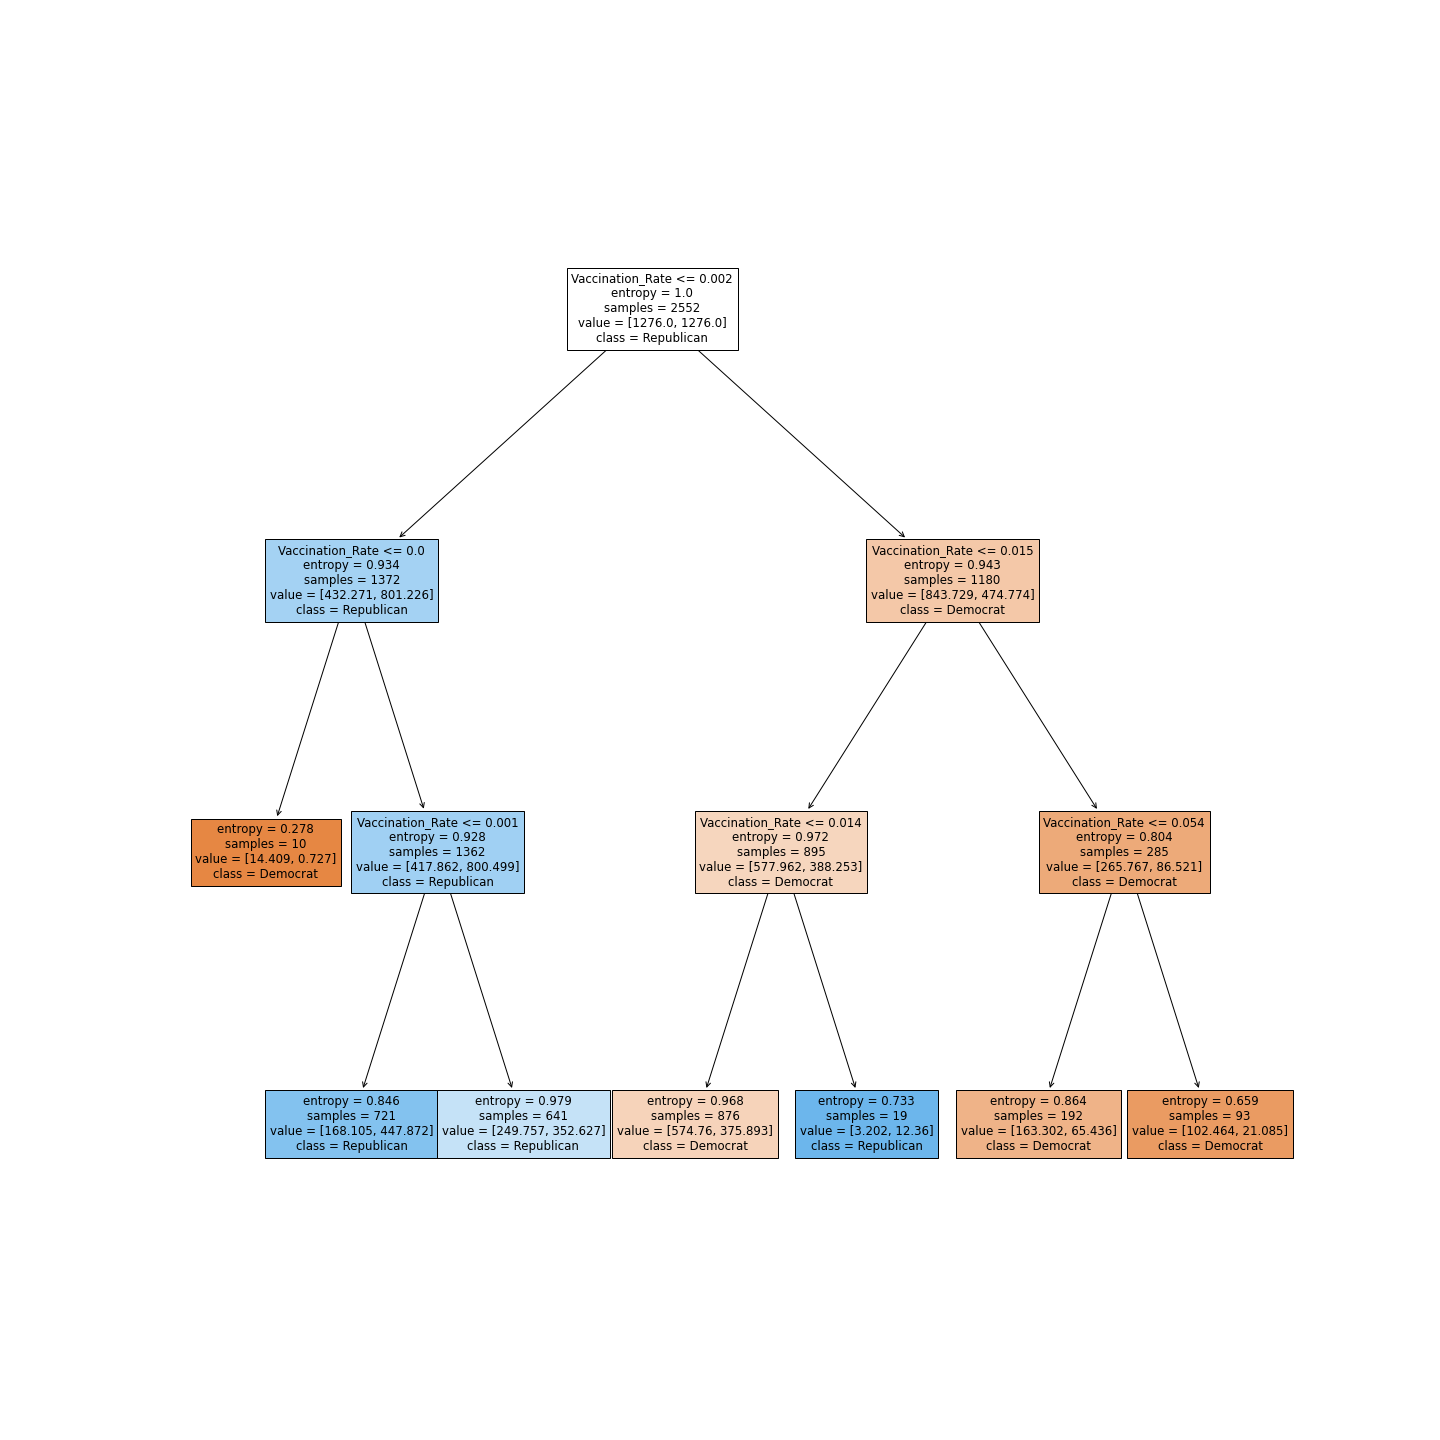 Vaccination_Rate <= 0.002
entropy = 1.0
samples = 2552
value = [1276.0, 1276.0]
class = Republican
Vaccination_Rate <= 0.0
entropy = 0.934
samples = 1372
value = [432.271, 801.226]
class = Republican
Vaccination_Rate <= 0.015
entropy = 0.943
samples = 1180
value = [843.729, 474.774]
class = Democrat
entropy = 0.278
samples = 10
value = [14.409, 0.727]
class = Democrat
Vaccination_Rate <= 0.001
entropy = 0.928
samples = 1362
value = [417.862, 800.499]
class = Republican
Vaccination_Rate <= 0.014
entropy = 0.972
samples = 895
value = [577.962, 388.253]
class = Democrat
Vaccination_Rate <= 0.054
entropy = 0.804
samples = 285
value = [265.767, 86.521]
class = Democrat
entropy = 0.846
samples = 721
value = [168.105, 447.872]
class = Republican
entropy = 0.979
samples = 641
value = [249.757, 352.627]
class = Republican
entropy = 0.968
samples = 876
value = [574.76, 375.893]
class = Democrat
entropy = 0.733
samples = 19
value = [3.202, 12.36]
class = Republican
entropy = 0.864
samples = 192
value = [163.302, 65.436]
class = Democrat
entropy = 0.659
samples = 93
value = [102.464, 21.085]
class = Democrat